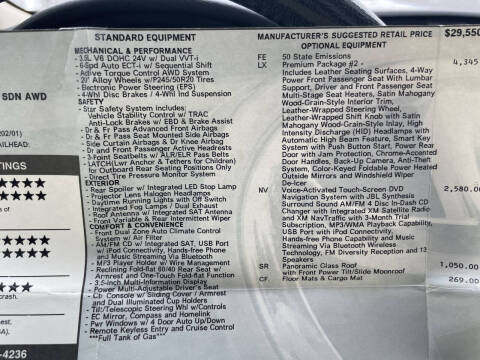 SDN AWD
02/01)
AILHEAD:
TINGS
★★★★★
★★★★
s of
★★★★★
★★★★★
★★★★
crash.
est.
SA).
-4236
STANDARD EQUIPMENT
MECHANICAL & PERFORMANCE
- 3.5L V6 DOHC 24V w/ Dual VVT-i
- 6-Spd Auto ECT-i w/ Sequential Shift
- Active Torque Control AWD System
- 20" Alloy Wheels w/P245/50R20 Tires
- Electronic Power Steering (EPS)
- 4-Whl Disc Brakes / 4-Whl Ind Suspension
SAFETY
- Star Safety System includes:
Vehicle Stability Control w/ TRAC
Anti-Lock Brakes w/ EBD & Brake Assist
- Dr & Fr Pass Advanced Front Airbags
- Dr & Fr Pass Seat Mounted Side Airbags
- Side Curtain Airbags & Dr Knee Airbag
- Dr and Front Passenger Active Headrests
- 3-Point Seatbelts w/ ALR/ELR Pass Belts
- LATCH(Lwr Anchor & Tethers for Children)
for Outboard Rear Seating Positions Only
- Direct Tire Pressure Monitor System
EXTERIOR
- Rear Spoiler w/ Integrated LED Stop Lamp
- Projector Lens Halogen Headlamps
- Daytime Running Lights with Off Switch
- Integrated Fog Lamps / Dual Exhaust
- Roof Antenna w/ Integrated SAT Antenna
- Front Variable & Rear Intermittent Wiper
COMFORT & CONVENIENCE
- Front Dual Zone Auto Climate Control
System w/ Air Filter
- AM/FM CD w/ Integrated SAT, USB Port
w/ iPod Connectivity, Hands-free Phone
and Music Streaming Via Bluetooth
- MP3 Player Holder w/ Wire Management
- Reclining Fold-flat 60/40 Rear Seat w/
Armrest and One-Touch Fold-flat Function
- 3.5-inch Multi-Information Display
- Power Multi-Adjustable Driver's Seat
- Ctr Console w/ Sliding Cover / Armrest
and Dual Illuminated Cup Holders
- Tilt/Telescopic Steering Whl w/Controls
- EC Mirror, Compass and Homelink
- Pwr Windows w/ 4 Door Auto Up/Down
- Remote Keyless Entry and Cruise Control
***Full Tank of Gas***
MANUFACTURER'S SUGGESTED RETAIL PRICE $29,550
OPTIONAL EQUIPMENT
FE 50 State Emissions
LX Premium Package #2 - 4,345
Includes Leather Seating Surfaces, 4-Way
Power Front Passenger Seat With Lumbar
Support, Driver and Front Passenger Seat
Multi-Stage Seat Heaters, Satin Mahogany
Wood-Grain-Style Interior Trim,
Leather-Wrapped Steering Wheel,
Leather-Wrapped Shift Knob with Satin
Mahogany Wood-Grain-Style Inlay, High
Intensity Discharge (HID) Headlamps with
Automatic High Beam Feature, Smart Key
System with Push Button Start, Power Rear
Door with Jam Protection, Chrome-Accented
Door Handles, Back-Up Camera, Anti-Theft
System, Color-Keyed Foldable Power Heated
Outside Mirrors and Windshield Wiper
De-Icer
NV Voice-Activated Touch-Screen DVD 2,580.00
Navigation System with JBL Synthesis
Surround Sound AM/FM 4 Disc In-Dash CD
Changer with Integrated XM Satellite Radio
and XM NavTraffic with 3-Month Trial
Subscription, MP3/WMA Playback Capability,
USB Port with iPod Connectivity,
Hands-free Phone Capability and Music
Streaming Via Bluetooth Wireless
Technology, FM Diversity Reception and 13
Speakers
SR Panoramic Glass Roof 1,050.00
with Front Power Tilt/Slide Moonroof
CF Floor Mats & Cargo Mat 269.00